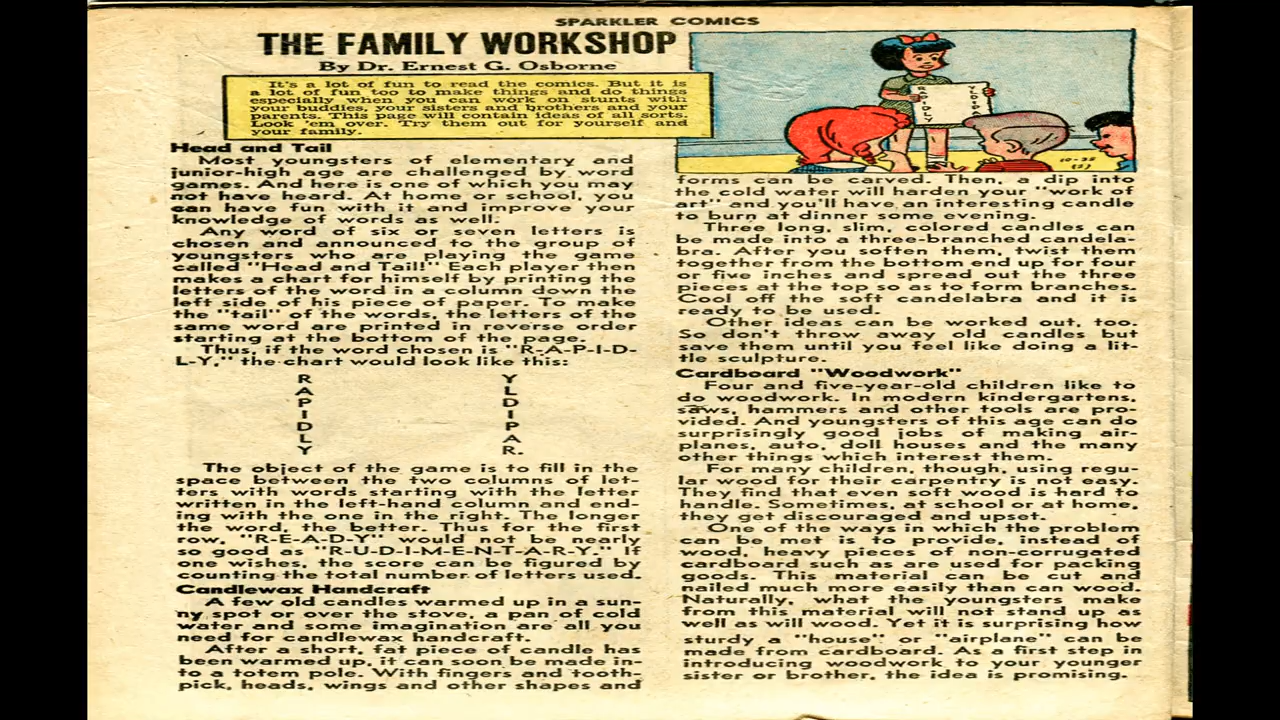 SPARKLER COMICS
THE FAMILY WORKSHOP
By Dr. Ernest G. Osborne
It's a lot of fun to read the comics. But it is
a lot of fun too to make things and do things
especially when you can work on stunts with
your buddies, your sisters and brothers and your
parents. This page will contain ideas of all sorts.
Look 'em over. Try them out for yourself and
your family.
Head and Tail
Most youngsters of elementary and
junior-high age are challenged by word
games. And here is one of which you may
not have heard. At home or school, you
can have fun with it and improve your
knowledge of words as well.
Any word of six or seven letters is
chosen and announced to the group of
youngsters who are playing the game
called "Head and Tail!" Each player then
makes a chart for himself by printing the
letters of the word in a column down the
left side of his piece of paper. To make
the "tail" of the words, the letters of the
same word are printed in reverse order
starting at the bottom of the page.
Thus, if the word chosen is "R-A-P-I-D-
L-Y," the chart would look like this:
R Y
A L
P D
I I
D P
L A
Y R.
The object of the game is to fill in the
space between the two columns of let-
ters with words starting with the letter
written in the left-hand column and end-
ing with the one in the right. The longer
the word, the better. Thus for the first
row, "R-E-A-D-Y" would not be nearly
so good as "R-U-D-I-M-E-N-T-A-R-Y." If
one wishes, the score can be figured by
counting the total number of letters used.
Candlewax Handcraft
A few old candles warmed up in a sun-
ny spot or over the stove, a pan of cold
water and some imagination are all you
need for candlewax handcraft.
After a short, fat piece of candle has
been warmed up, it can soon be made in-
to a totem pole. With fingers and tooth-
pick, heads, wings and other shapes and
RAPIDLY
YLDIPA
10-25
forms can be carved. Then, a dip into
the cold water will harden your "work of
art" and you'll have an interesting candle
to burn at dinner some evening.
Three long, slim, colored candles can
be made into a three-branched candela-
bra. After you soften them, twist them
together from the bottom end up for four
or five inches and spread out the three
pieces at the top so as to form branches.
Cool off the soft candelabra and it is
ready to be used.
Other ideas can be worked out, too.
So don't throw away old candles but
save them until you feel like doing a lit-
tle sculpture.
Cardboard "Woodwork"
Four and five-year-old children like to
do woodwork. In modern kindergartens,
saws, hammers and other tools are pro-
vided. And youngsters of this age can do
surprisingly good jobs of making air-
planes, auto, doll houses and the many
other things which interest them.
For many children, though, using regu-
lar wood for their carpentry is not easy.
They find that even soft wood is hard to
handle. Sometimes, at school or at home,
they get discouraged and upset.
One of the ways in which the problem
can be met is to provide, instead of
wood, heavy pieces of non-corrugated
cardboard such as are used for packing
goods. This material can be cut and
nailed much more easily than can wood.
Naturally, what the youngsters make
from this material will not stand up as
well as will wood. Yet it is surprising how
sturdy a "house" or "airplane" can be
made from cardboard. As a first step in
introducing woodwork to your younger
sister or brother, the idea is promising.